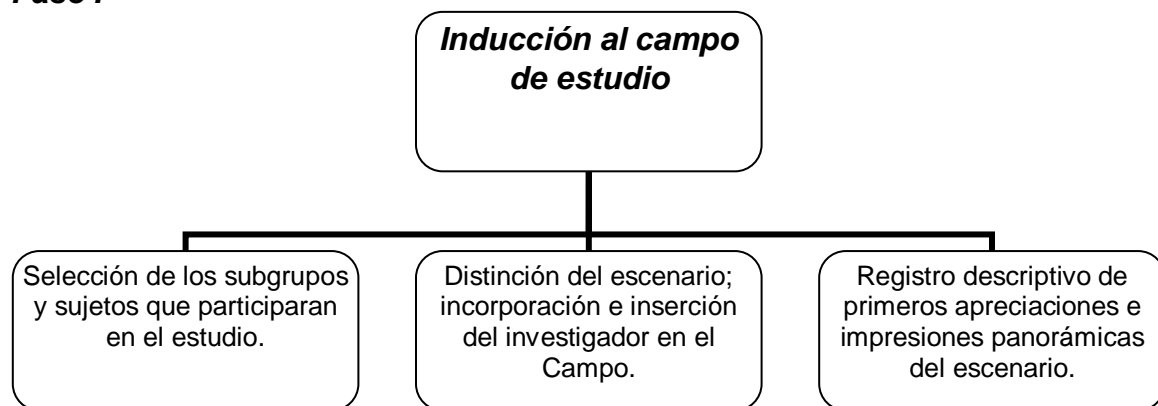 Inducción al campo
de estudio
Selección de los subgrupos
y sujetos que participaran
en el estudio.
Distinción del escenario;
incorporación e inserción
del investigador en el
Campo.
Registro descriptivo de
primeros apreciaciones e
impresiones panorámicas
del escenario.